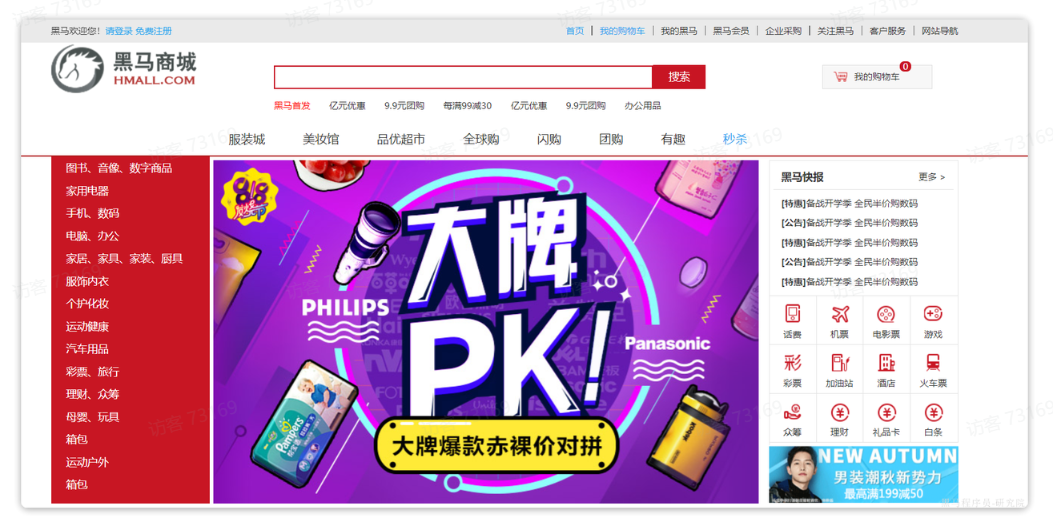 黑马欢迎您! 请登录 免费注册
首页 | 我的购物车 | 我的黑马 | 黑马会员 | 企业采购 | 关注黑马 | 客户服务 | 网站导航
黑马商城
HMALL.COM
搜索
我的购物车 0
黑马首发 亿元优惠 9.9元团购 每满99减30 亿元优惠 9.9元团购 办公用品
服装城 美妆馆 品优超市 全球购 闪购 团购 有趣 秒杀
图书、音像、数字商品
家用电器
手机、数码
电脑、办公
家居、家具、家装、厨具
服饰内衣
个护化妆
运动健康
汽车用品
彩票、旅行
理财、众筹
母婴、玩具
箱包
运动户外
箱包
大牌
PK!
PHILIPS
Panasonic
Pampers
大牌爆款赤裸价对拼
黑马快报 更多 >
[特惠]备战开学季 全民半价购数码
[公告]备战开学季 全民半价购数码
[特惠]备战开学季 全民半价购数码
[公告]备战开学季 全民半价购数码
[特惠]备战开学季 全民半价购数码
话费 机票 电影票 游戏
彩票 加油站 酒店 火车票
众筹 理财 礼品卡 白条
NEW AUTUMN
男装潮秋新势力
最高满199减50
访客 73169